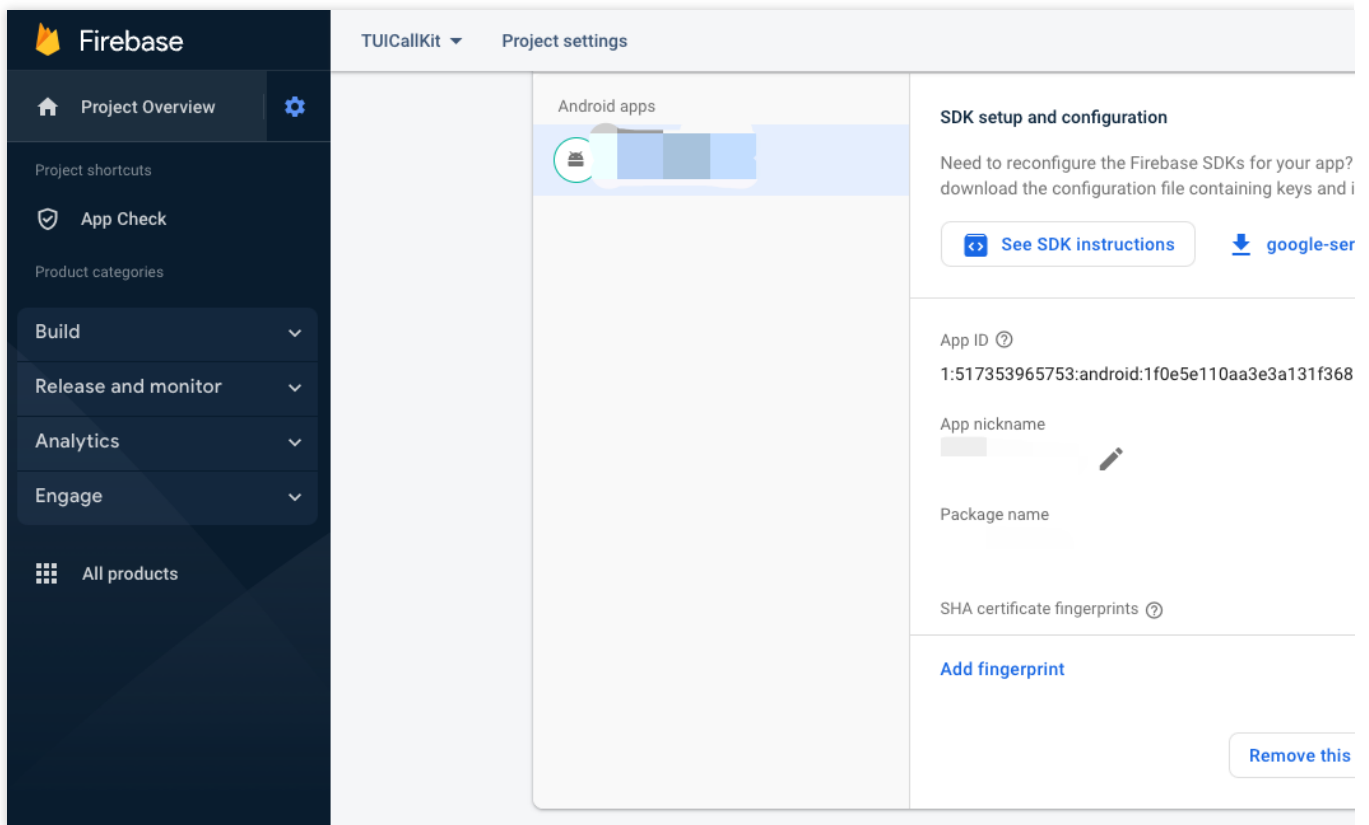 Firebase
TUICallKit
Project settings
Project Overview
Project shortcuts
App Check
Product categories
Build
Release and monitor
Analytics
Engage
All products
Android apps
SDK setup and configuration
Need to reconfigure the Firebase SDKs for your app?
download the configuration file containing keys and i
See SDK instructions
google-ser
App ID
1:517353965753:android:1f0e5e110aa3e3a131f368
App nickname
Package name
SHA certificate fingerprints
Add fingerprint
Remove this